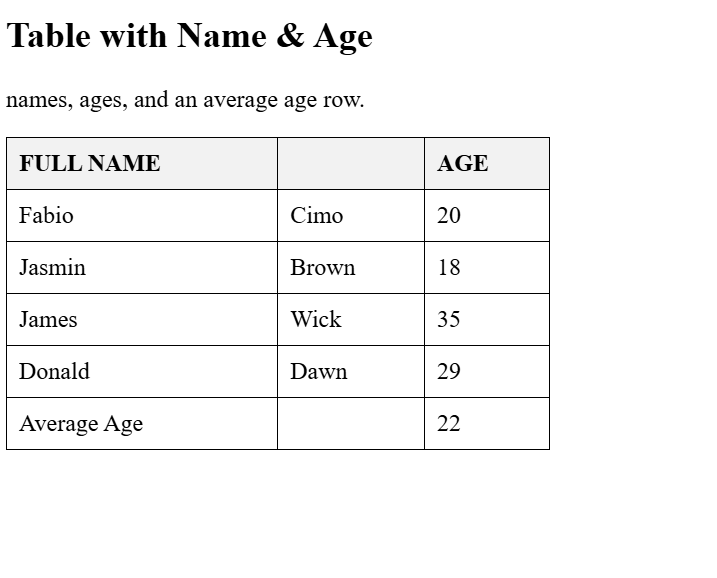 Table with Name & Age
names, ages, and an average age row.
FULL NAME AGE
Fabio Cimo 20
Jasmin Brown 18
James Wick 35
Donald Dawn 29
Average Age 22